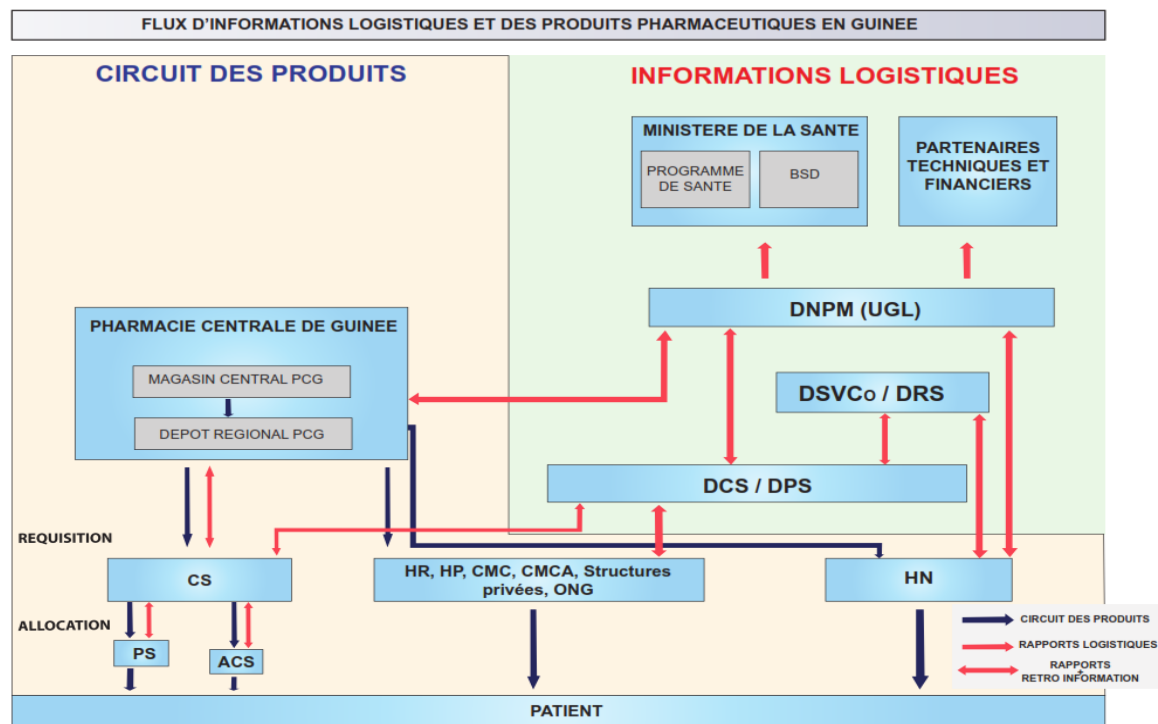 FLUX D'INFORMATIONS LOGISTIQUES ET DES PRODUITS PHARMACEUTIQUES EN GUINEE
CIRCUIT DES PRODUITS
INFORMATIONS LOGISTIQUES
MINISTERE DE LA SANTE
PROGRAMME
DE SANTE
BSD
PARTENAIRES
TECHNIQUES ET
FINANCIERS
DNPM (UGL)
PHARMACIE CENTRALE DE GUINEE
MAGASIN CENTRAL PCG
DEPOT REGIONAL PCG
DSVCo / DRS
DCS / DPS
REQUISITION
CS
HR, HP, CMC, CMCA, Structures
privées, ONG
HN
ALLOCATION
PS
ACS
CIRCUIT DES PRODUITS
RAPPORTS LOGISTIQUES
RAPPORTS
+
RETRO INFORMATION
PATIENT